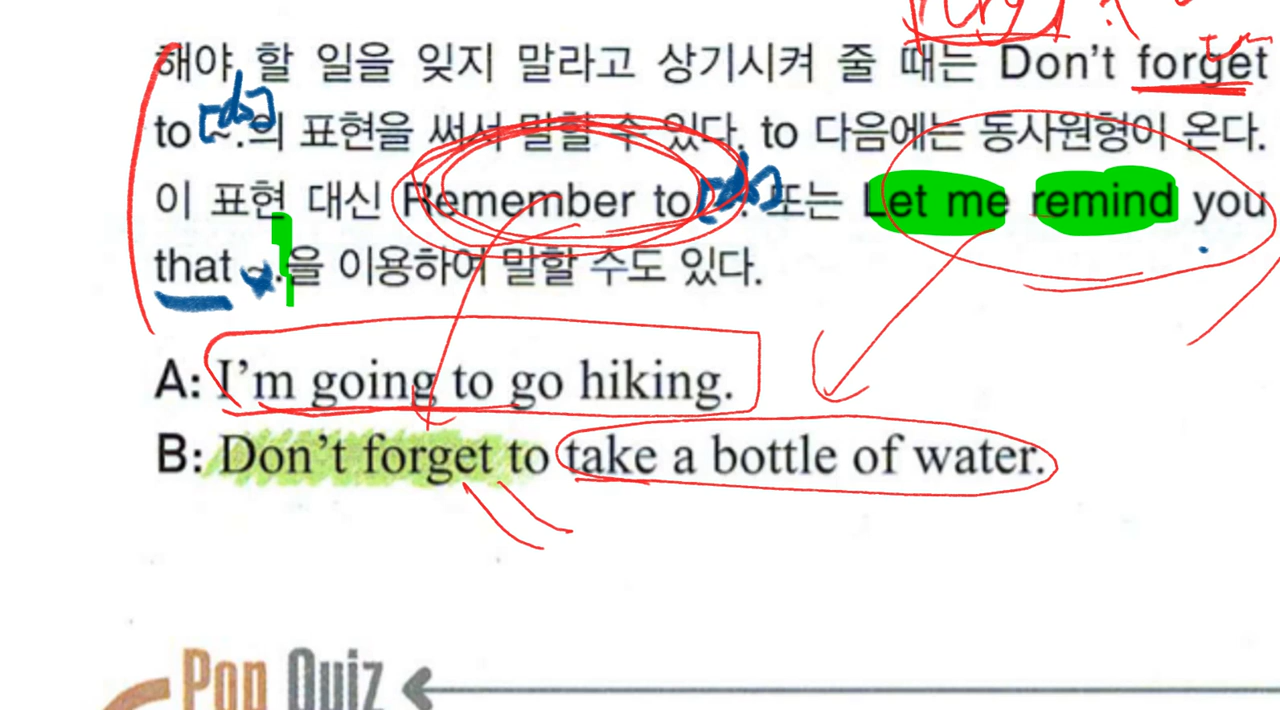 해야 할 일을 잊지 말라고 상기시켜 줄 때는 Don't forget
to [do] ~.의 표현을 써서 말할 수 있다. to 다음에는 동사원형이 온다.
이 표현 대신 Remember to [do] ~. 또는 Let me remind you
that ~.을 이용하여 말할 수도 있다.
A: I'm going to go hiking.
B: Don't forget to take a bottle of water.
Pop Quiz